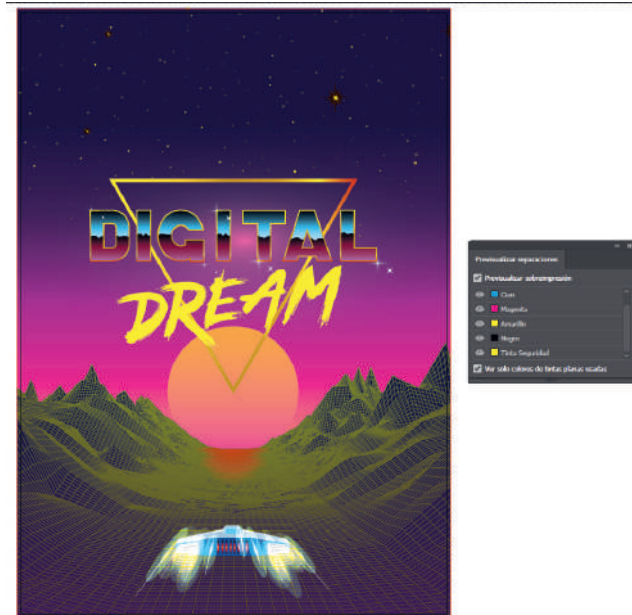 DIGITAL
DREAM
Previsualizar separaciones
Previsualizar sobreimpresión
Cian
Magenta
Amarillo
Negro
Tinta Seguridad
Ver solo colores de tintas planas usadas